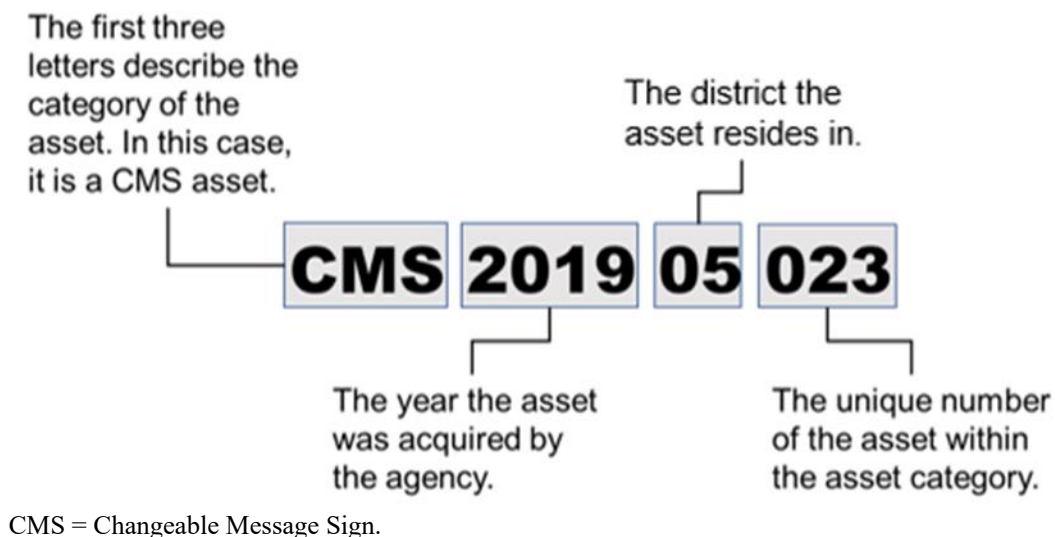 The first three
letters describe the
category of the
asset. In this case,
it is a CMS asset.
The district the
asset resides in.
CMS 2019 05 023
The year the asset
was acquired by
the agency.
The unique number
of the asset within
the asset category.
CMS = Changeable Message Sign.